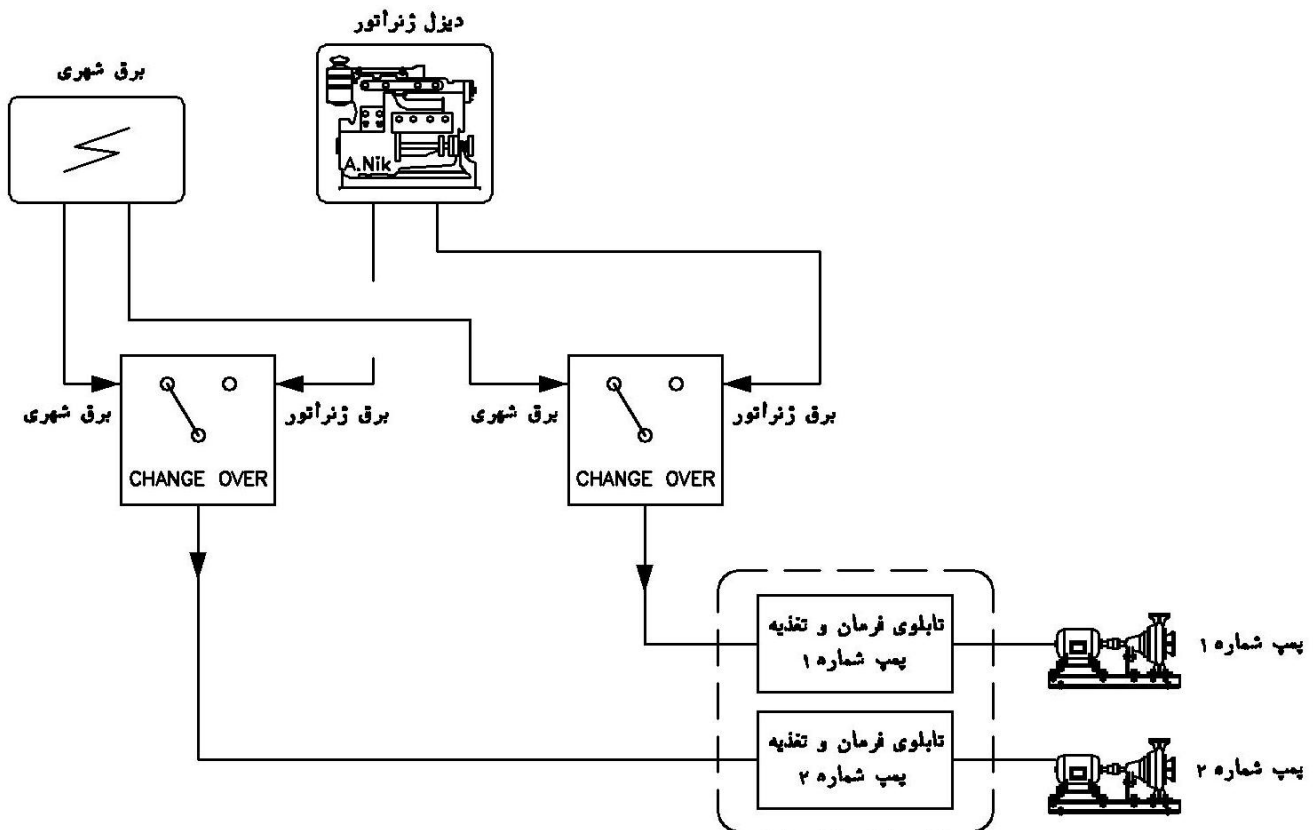 دیزل ژنراتور
برق شهری
A.Nik
برق شهری
برق ژنراتور
برق شهری
برق ژنراتور
CHANGE OVER
CHANGE OVER
تابلوی فرمان و تغذیه
پمپ شماره ۱
پمپ شماره ۱
تابلوی فرمان و تغذیه
پمپ شماره ۲
پمپ شماره ۲